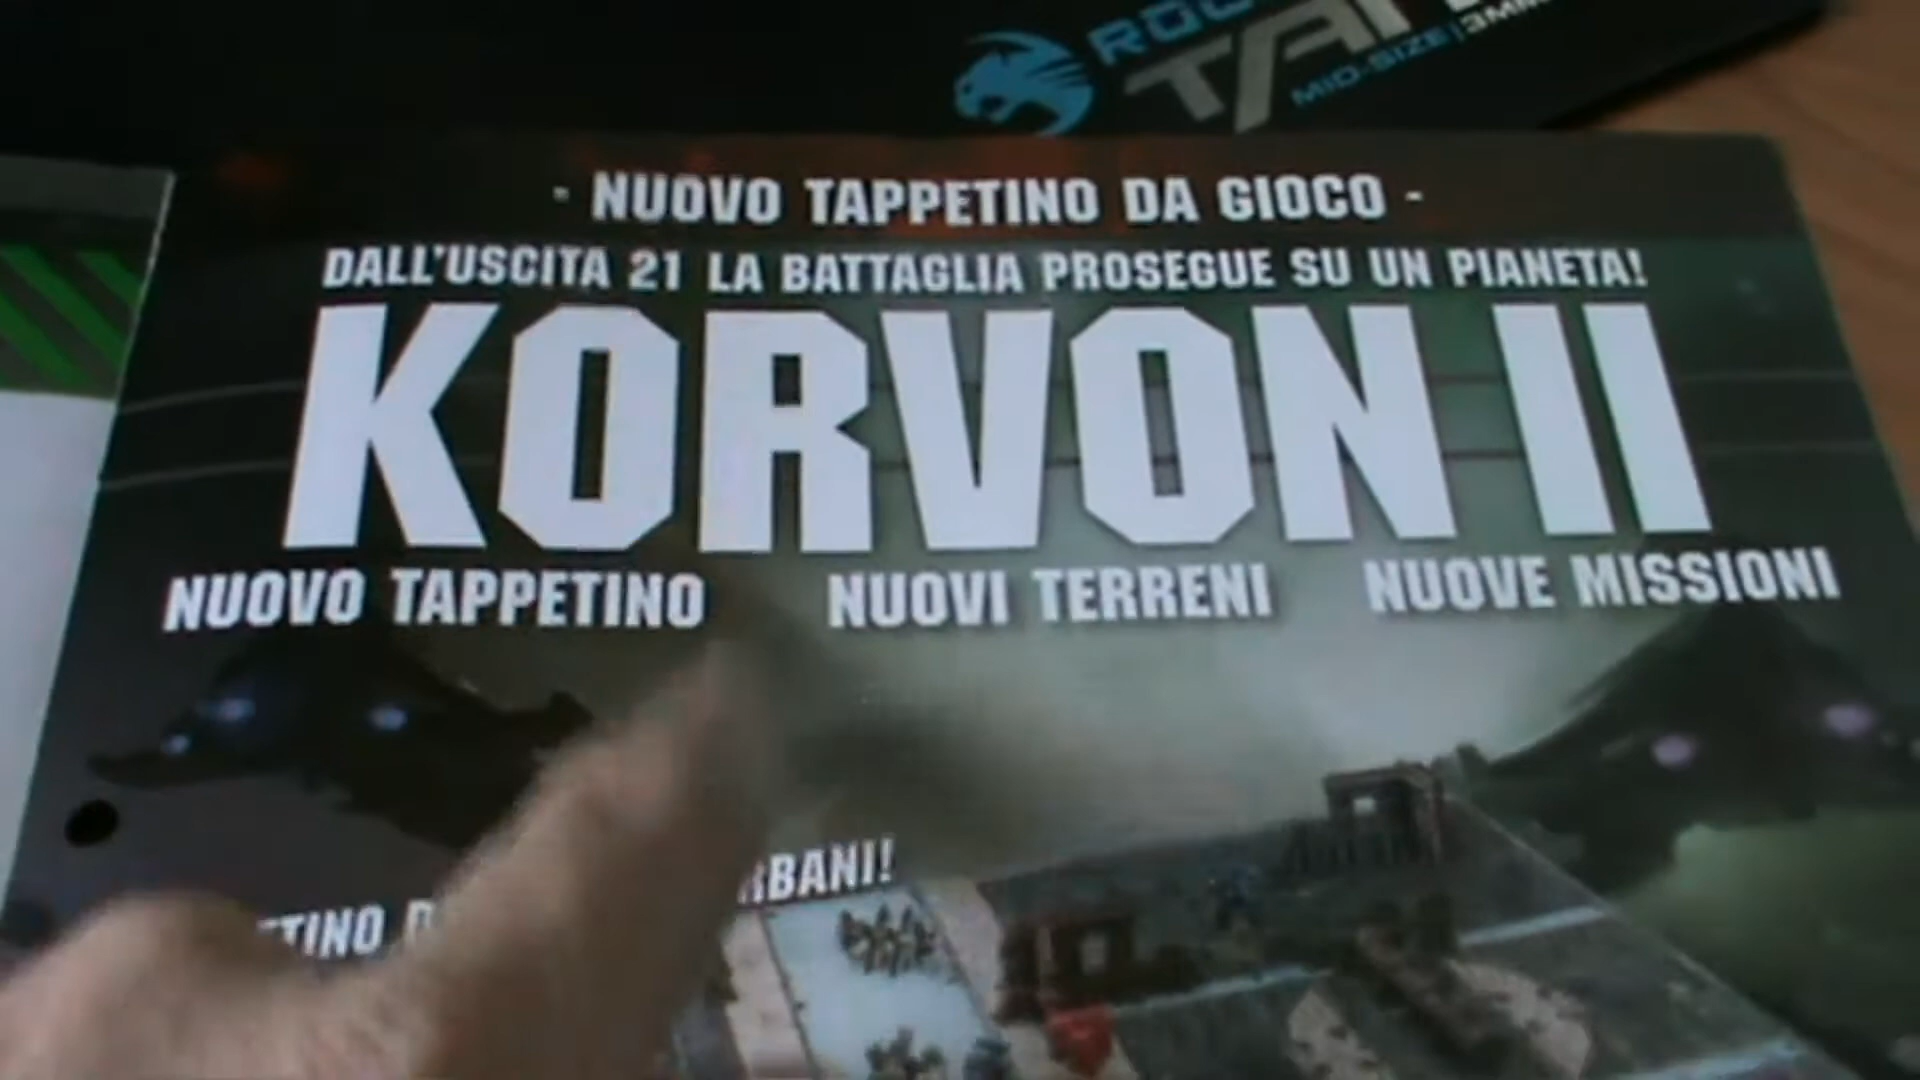 MID-SIZE | 3MM
- NUOVO TAPPETINO DA GIOCO -
DALL'USCITA 21 LA BATTAGLIA PROSEGUE SU UN PIANETA!
KORVON II
NUOVO TAPPETINO NUOVI TERRENI NUOVE MISSIONI